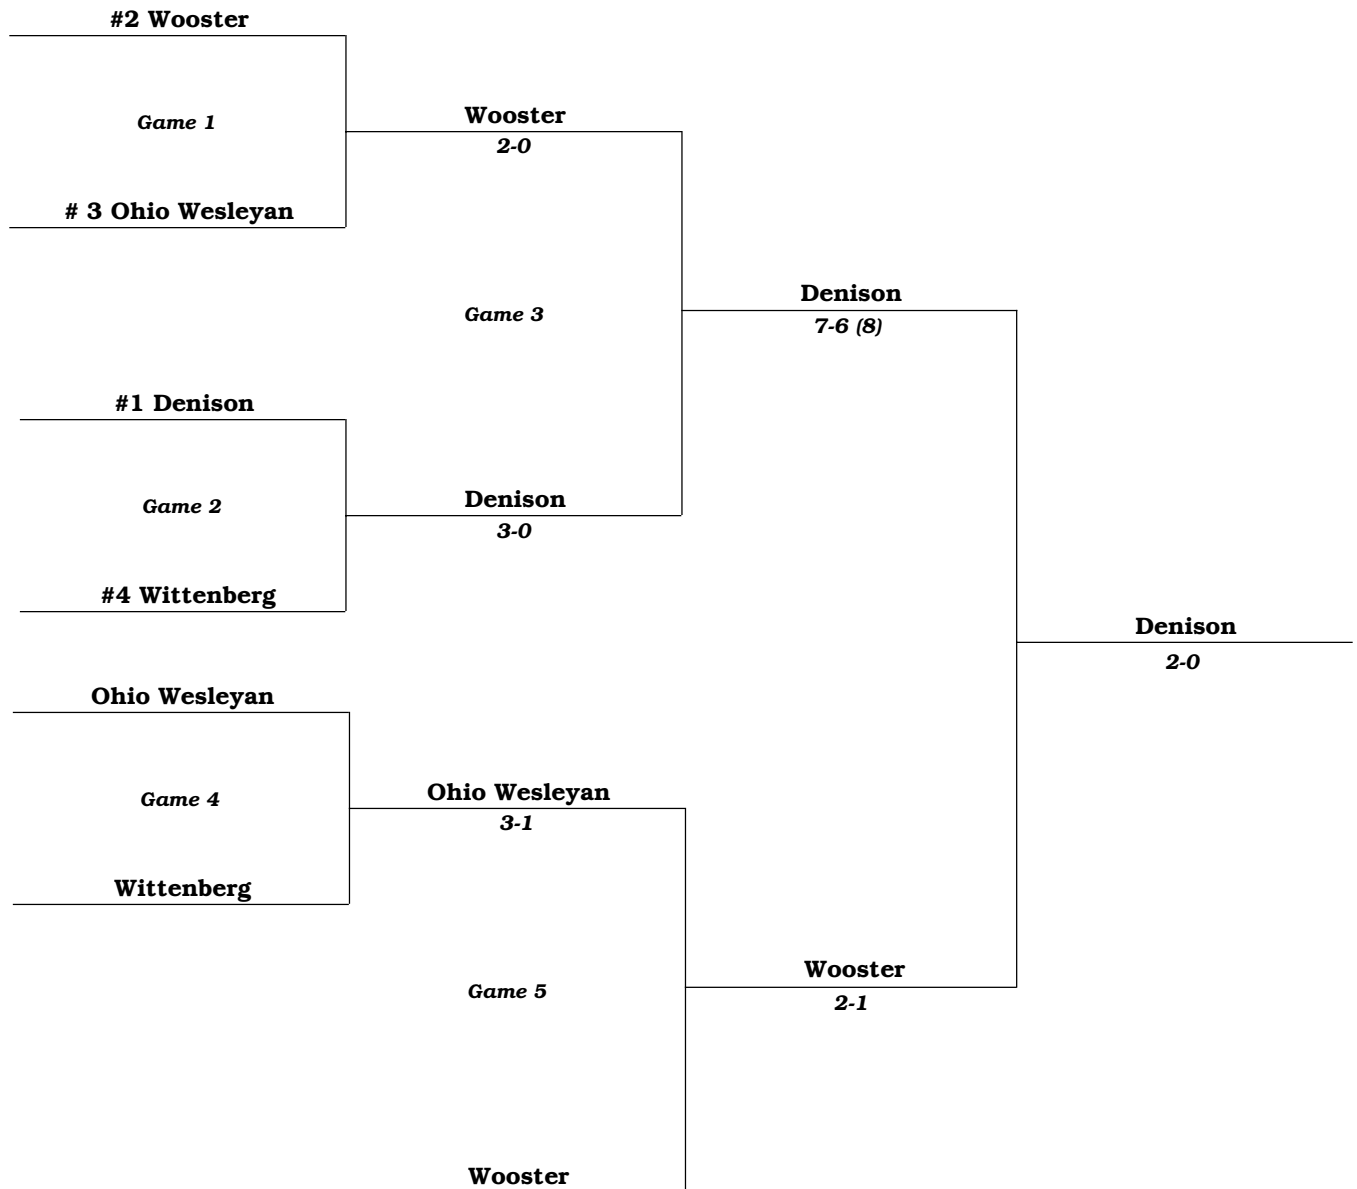 #2 Wooster
Game 1
Wooster
2-0
# 3 Ohio Wesleyan
Denison
Game 3
7-6 (8)
#1 Denison
Game 2
Denison
3-0
#4 Wittenberg
Denison
2-0
Ohio Wesleyan
Game 4
Ohio Wesleyan
3-1
Wittenberg
Wooster
Game 5
2-1
Wooster